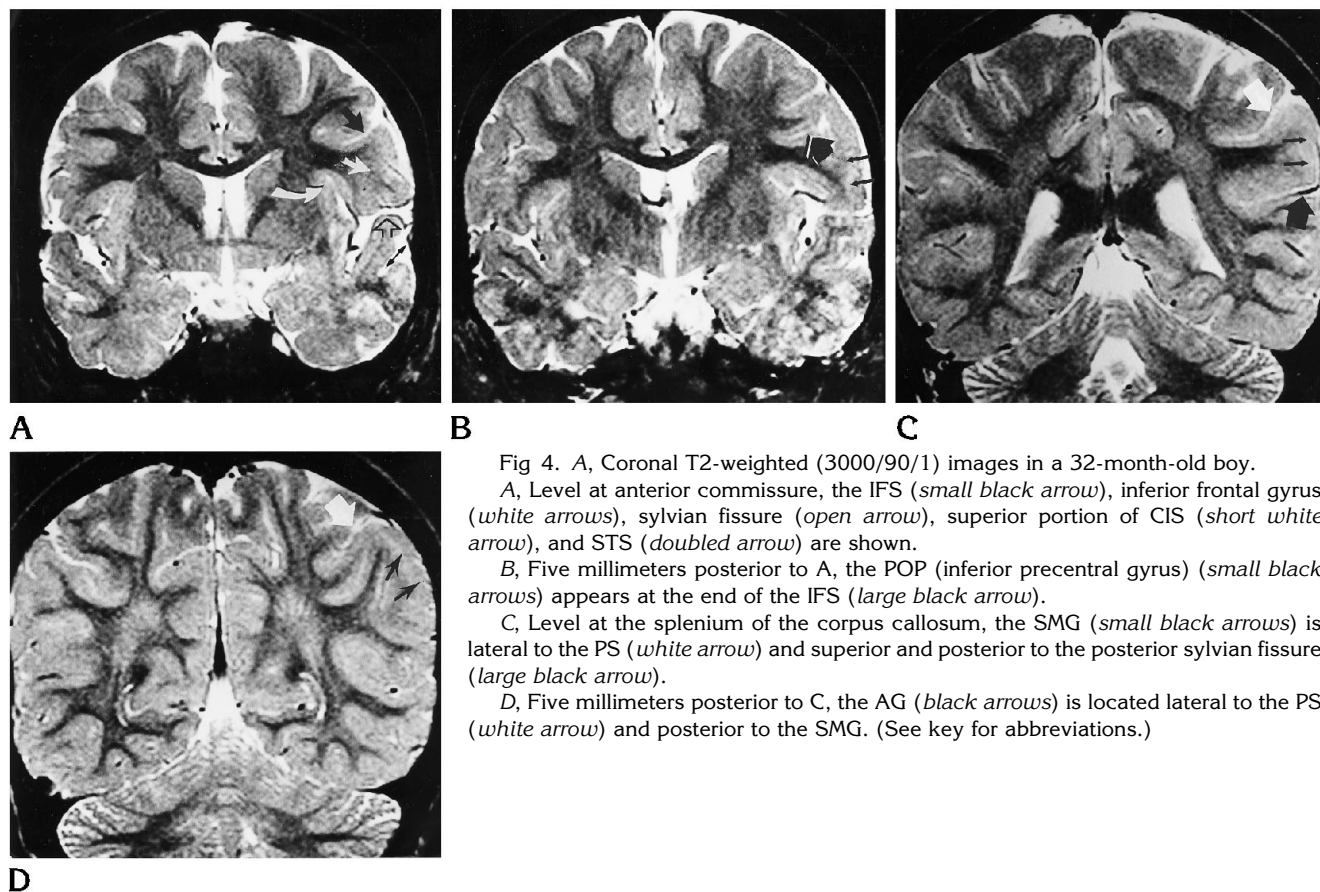 A
B
C
Fig 4. A, Coronal T2-weighted (3000/90/1) images in a 32-month-old boy.
A, Level at anterior commissure, the IFS (small black arrow), inferior frontal gyrus
(white arrows), sylvian fissure (open arrow), superior portion of CIS (short white
arrow), and STS (doubled arrow) are shown.
B, Five millimeters posterior to A, the POP (inferior precentral gyrus) (small black
arrows) appears at the end of the IFS (large black arrow).
C, Level at the splenium of the corpus callosum, the SMG (small black arrows) is
lateral to the PS (white arrow) and superior and posterior to the posterior sylvian fissure
(large black arrow).
D, Five millimeters posterior to C, the AG (black arrows) is located lateral to the PS
(white arrow) and posterior to the SMG. (See key for abbreviations.)
D